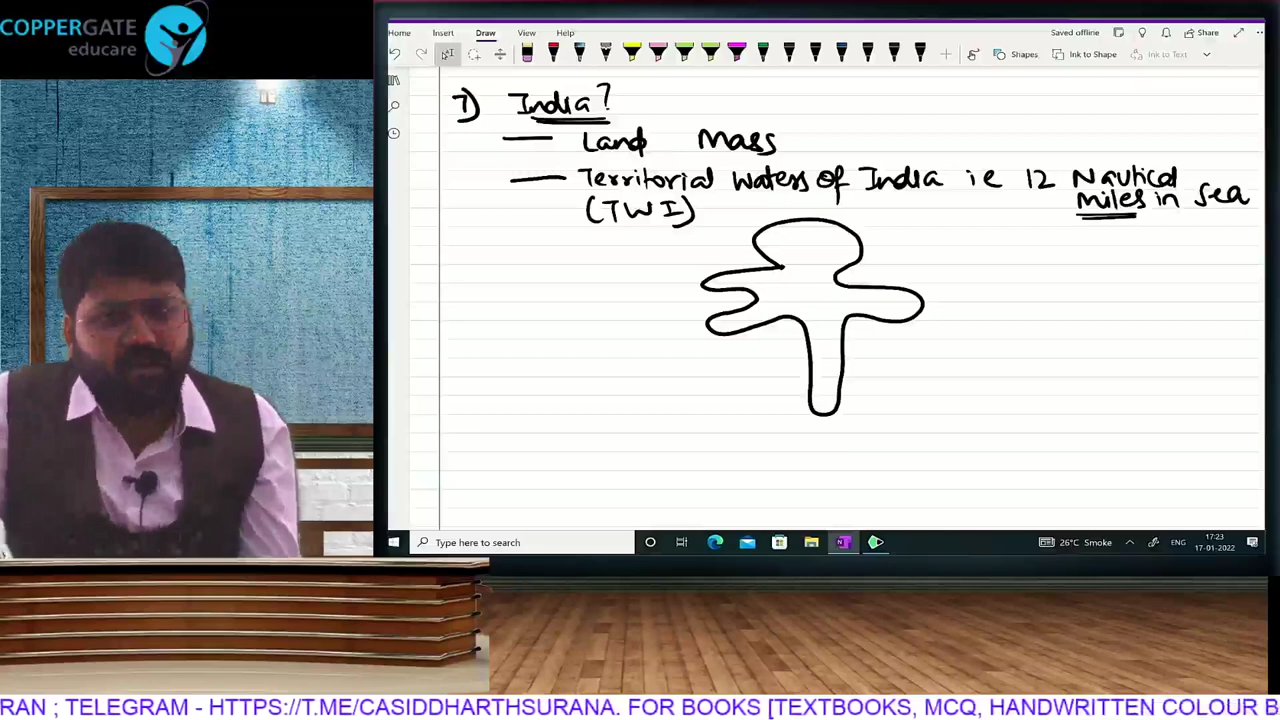 COPPERGATE
educare
Home Insert Draw View Help
Saved offline
Share
Shapes
Ink to Shape
Ink to Text
7) India?
— Land Mass
— Territorial waters of India i e 12 Nautical miles in sea
(TWI)
Type here to search
26°C Smoke
ENG
17:23
17-01-2022
RAN ; TELEGRAM - HTTPS://T.ME/CASIDDHARTHSURANA. FOR BOOKS [TEXTBOOKS, MCQ, HANDWRITTEN COLOUR B